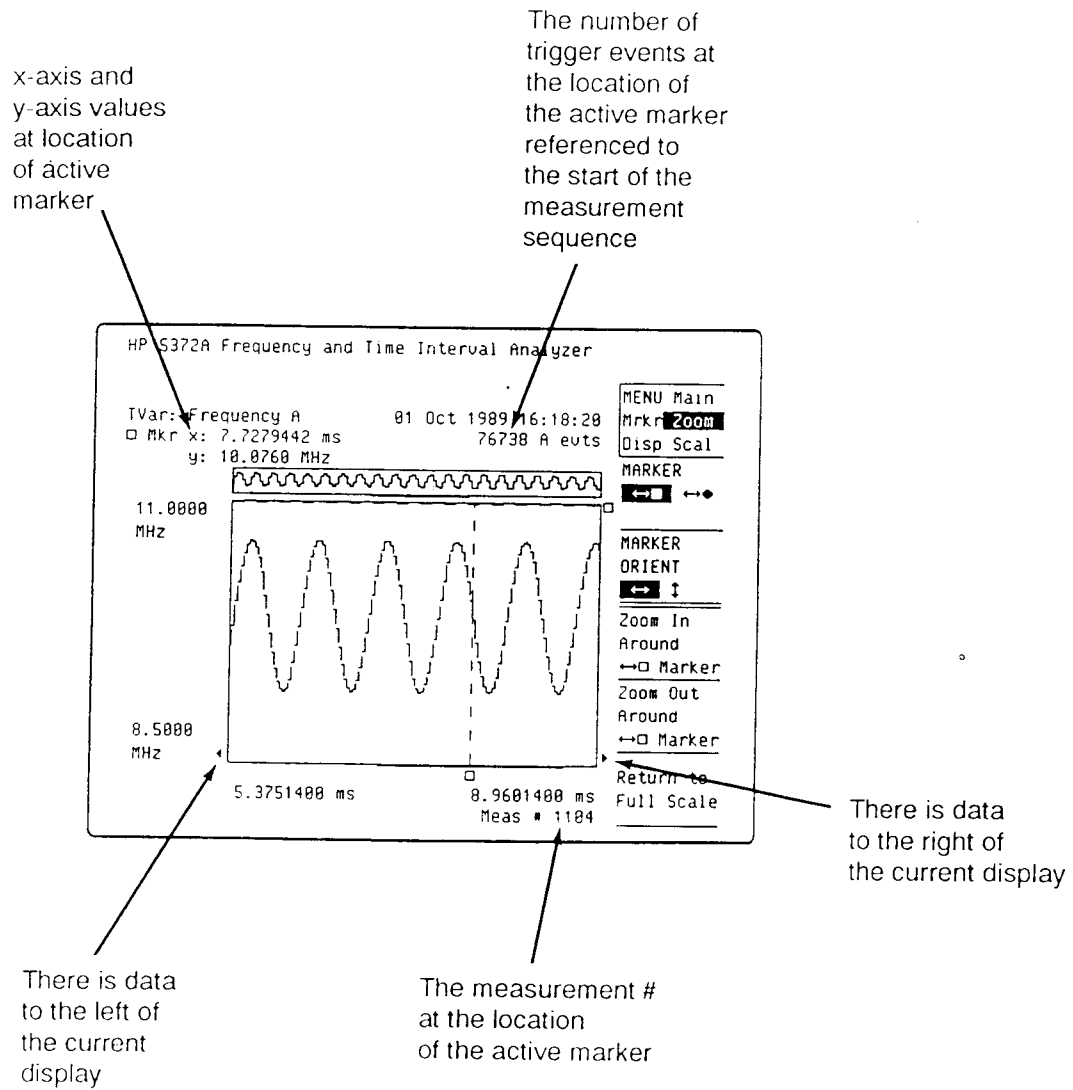 The number of
trigger events at
the location of
the active marker
referenced to
the start of the
measurement
sequence
x-axis and
y-axis values
at location
of active
marker
HP 5372A Frequency and Time Interval Analyzer
TVar: Frequency A
01 Oct 1989 16:18:20
Mkr x: 7.7279442 ms
76738 A evts
y: 10.0760 MHz
11.0000
MHz
8.5000
MHz
5.3751400 ms
8.9601400 ms
Meas # 1104
MENU Main
Mrkr Zoom
Disp Scal
MARKER
MARKER
ORIENT
Zoom In
Around
↔□ Marker
Zoom Out
Around
↔□ Marker
Return to
Full Scale
There is data
to the right of
the current display
There is data
to the left of
the current
display
The measurement #
at the location
of the active marker